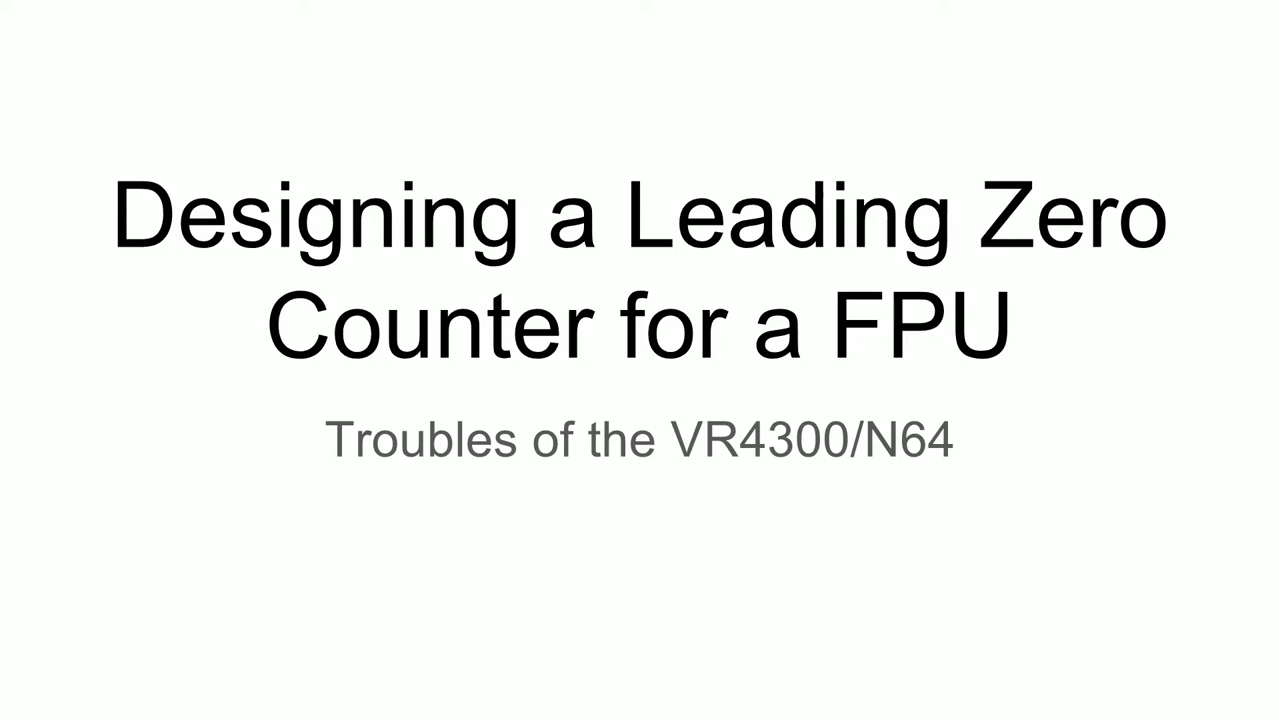 Designing a Leading Zero
Counter for a FPU
Troubles of the VR4300/N64